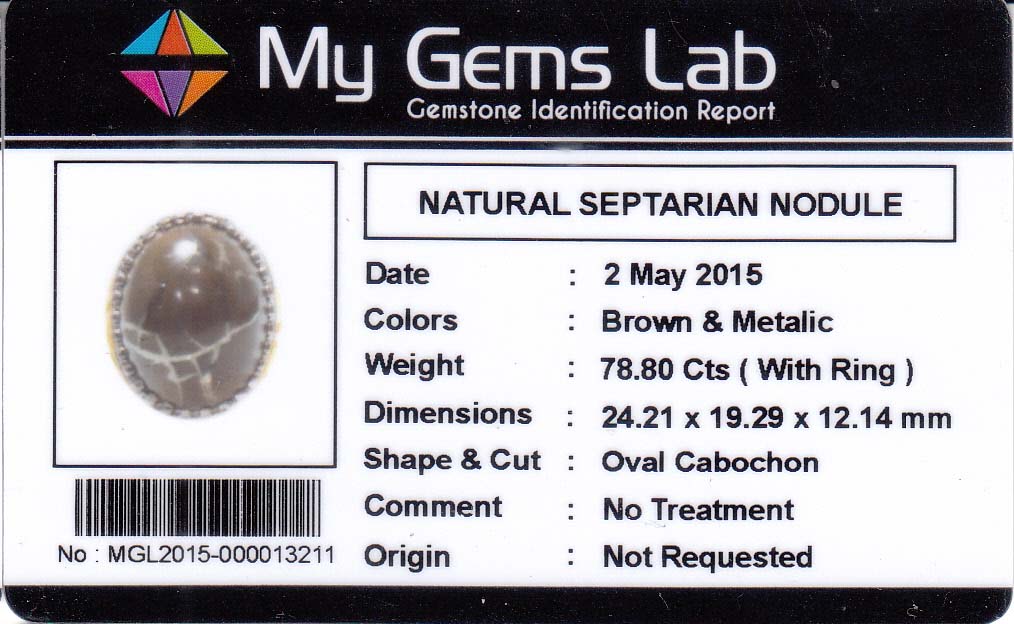 My Gems Lab
Gemstone Identification Report
NATURAL SEPTARIAN NODULE
Date : 2 May 2015
Colors : Brown & Metalic
Weight : 78.80 Cts ( With Ring )
Dimensions : 24.21 x 19.29 x 12.14 mm
Shape & Cut : Oval Cabochon
Comment : No Treatment
Origin : Not Requested
No : MGL2015-000013211